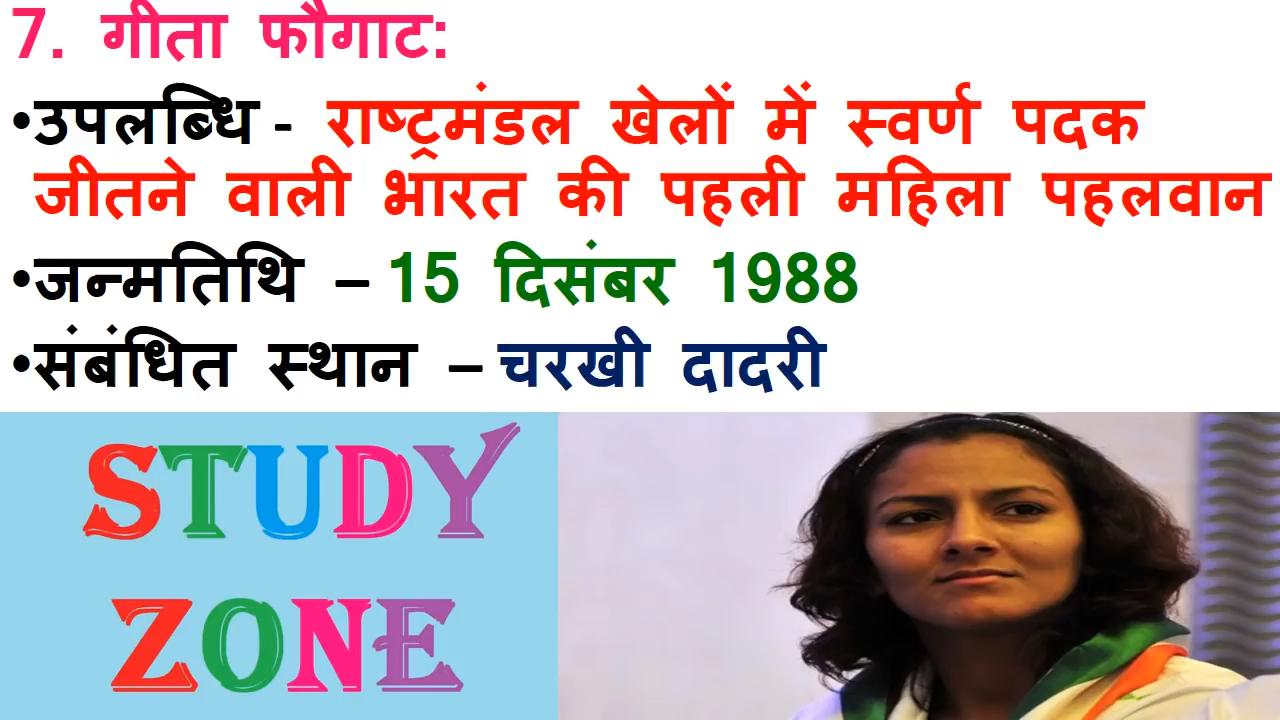 7. गीता फौगाट:
•उपलब्धि - राष्ट्रमंडल खेलों में स्वर्ण पदक
जीतने वाली भारत की पहली महिला पहलवान
•जन्मतिथि – 15 दिसंबर 1988
•संबंधित स्थान – चरखी दादरी
STUDY
ZONE